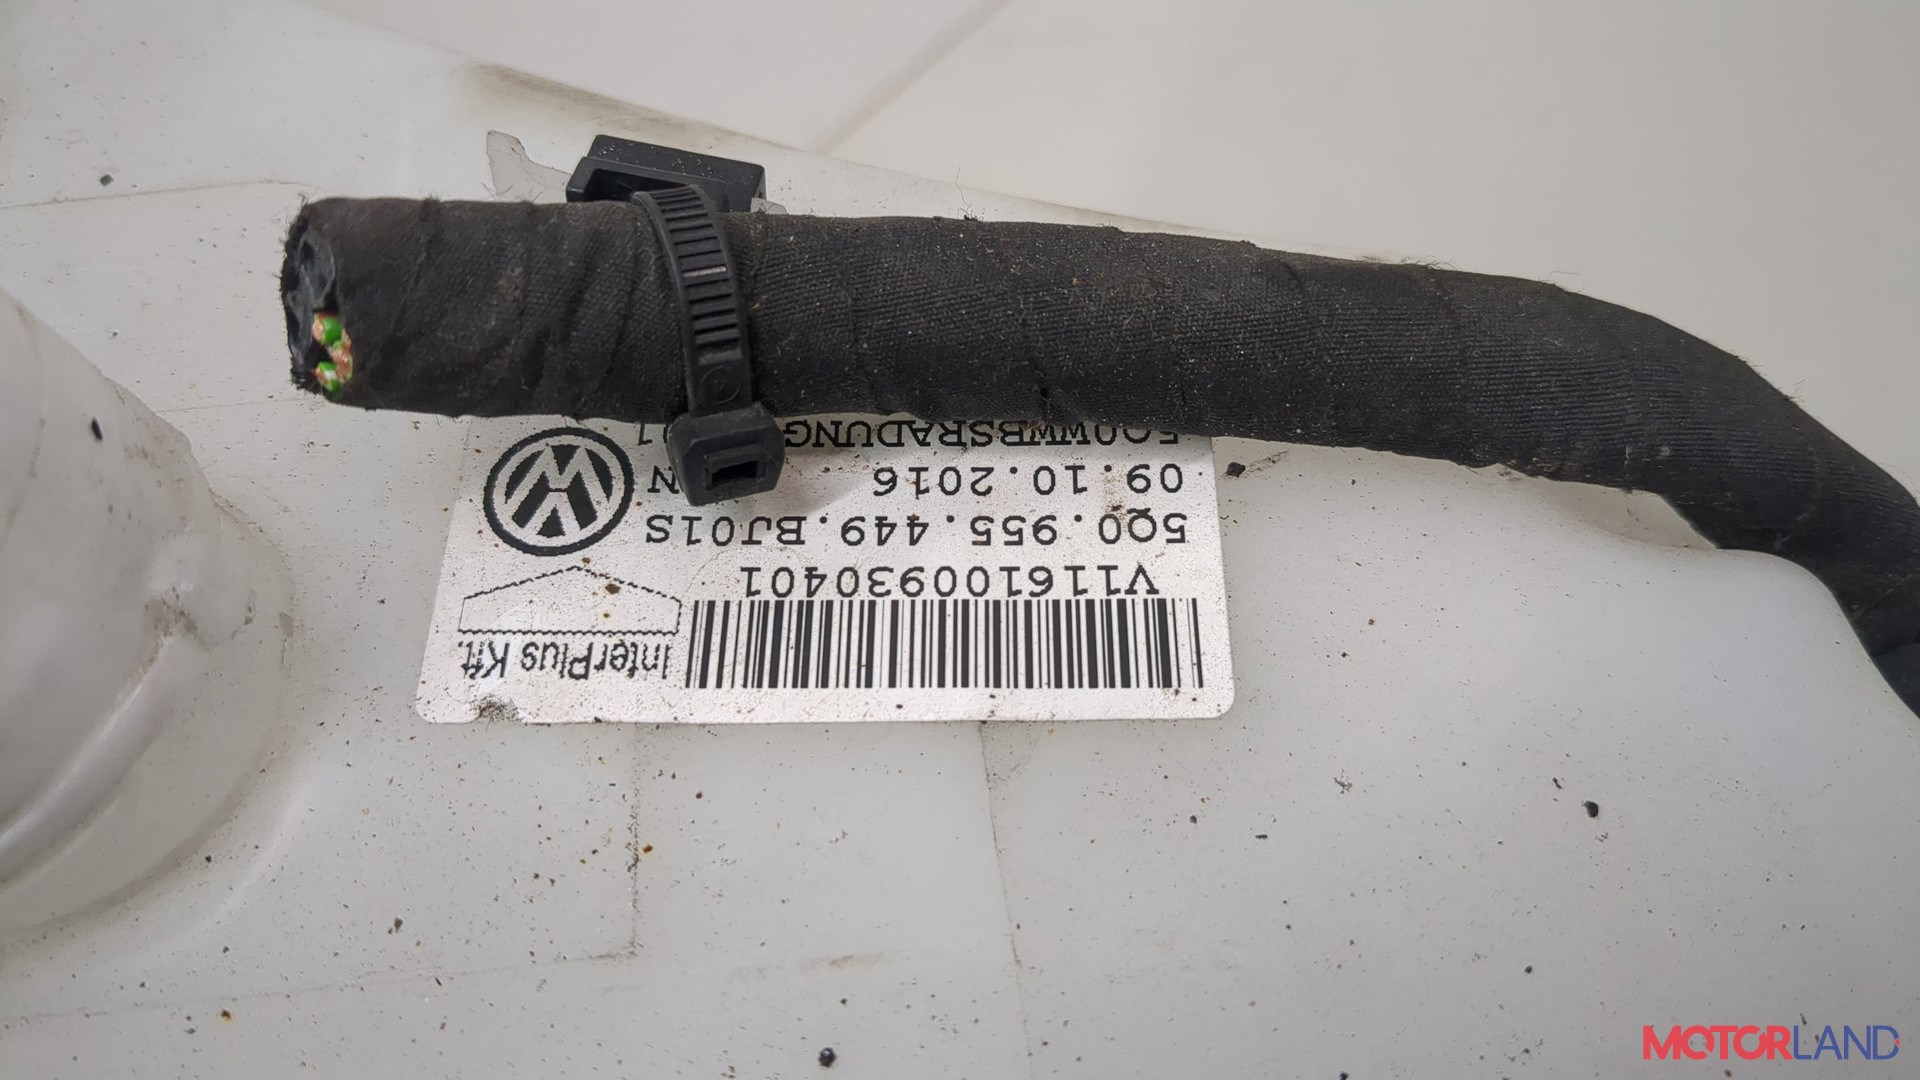 InterPlus Kft.
V116100930401
5Q0.955.449.BJ01S
09.10.2016
5Q0WWBSRADUNG
MOTORLAND